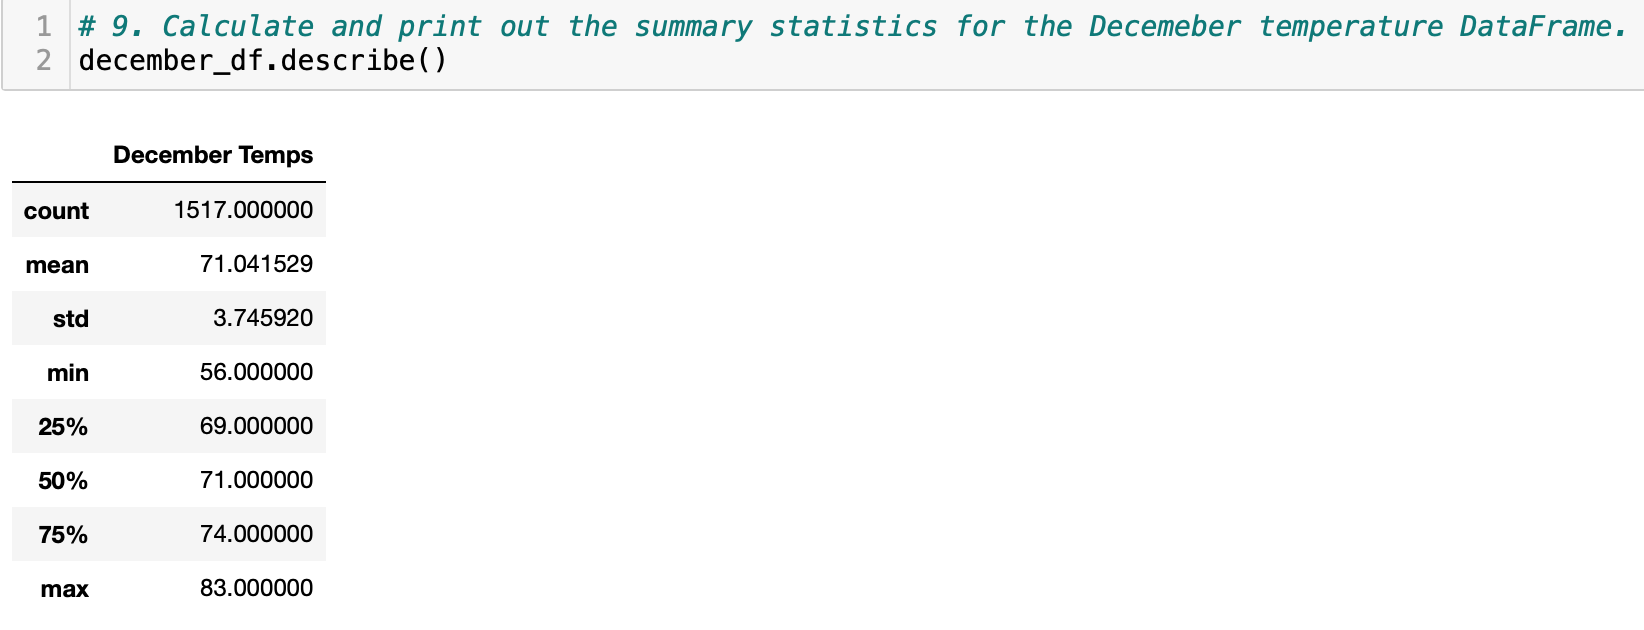 1 # 9. Calculate and print out the summary statistics for the Decemeber temperature DataFrame.
2 december_df.describe()
December Temps
count 1517.000000
mean 71.041529
std 3.745920
min 56.000000
25% 69.000000
50% 71.000000
75% 74.000000
max 83.000000